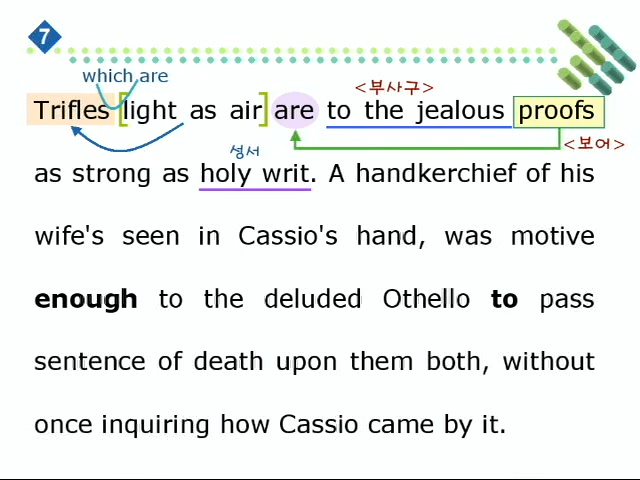 7
which are
<부사구>
Trifles [light as air] are to the jealous proofs
성서
<보어>
as strong as holy writ. A handkerchief of his
wife's seen in Cassio's hand, was motive
enough to the deluded Othello to pass
sentence of death upon them both, without
once inquiring how Cassio came by it.